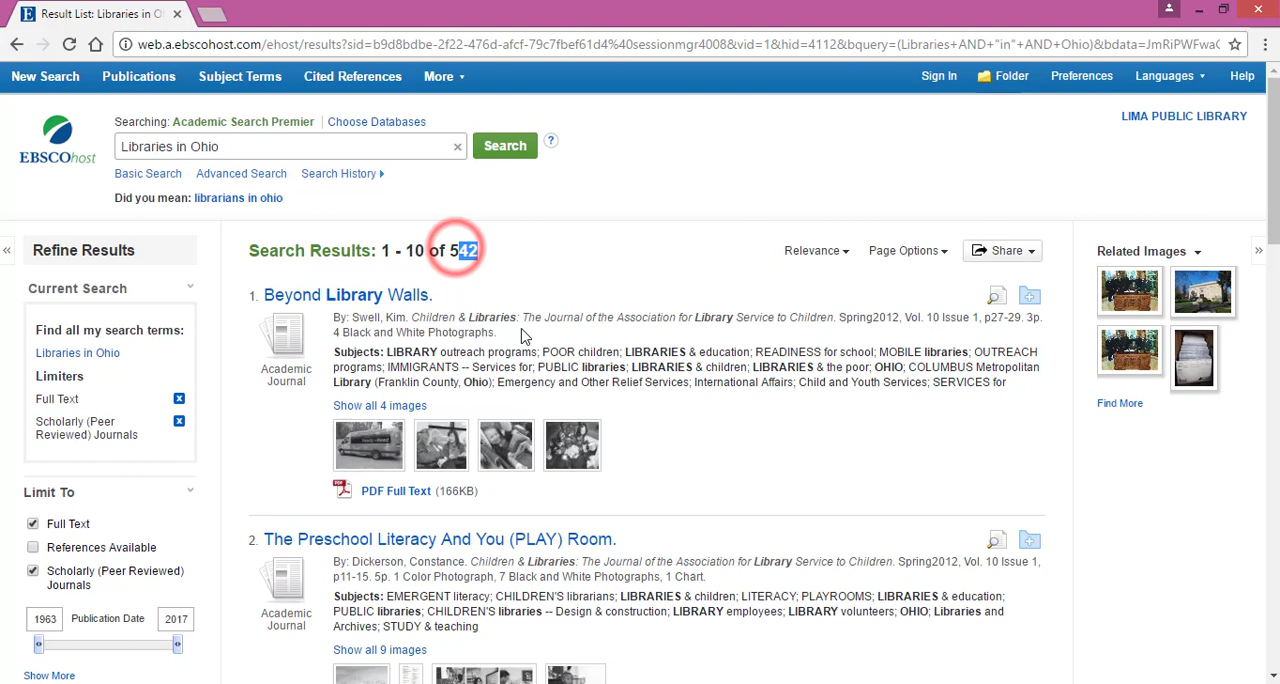 Result List: Libraries in O
web.a.ebscohost.com/ehost/results?sid=b9d8bdbe-2f22-476d-afcf-79c7fbef61d4%40sessionmgr4008&vid=1&hid=4112&bquery=(Libraries+AND+"in"+AND+Ohio)&bdata=JmRiPWFwaC
New Search Publications Subject Terms Cited References More Sign In Folder Preferences Languages Help
Searching: Academic Search Premier Choose Databases
LIMA PUBLIC LIBRARY
EBSCOhost
Libraries in Ohio
Search
Basic Search Advanced Search Search History
Did you mean: librarians in ohio
Refine Results
Current Search
Find all my search terms:
Libraries in Ohio
Limiters
Full Text
Scholarly (Peer
Reviewed) Journals
Limit To
Full Text
References Available
Scholarly (Peer Reviewed)
Journals
1963 Publication Date 2017
Show More
Search Results: 1 - 10 of 542
Relevance Page Options Share
1. Beyond Library Walls.
By: Swell, Kim. Children & Libraries: The Journal of the Association for Library Service to Children. Spring2012, Vol. 10 Issue 1, p27-29. 3p.
4 Black and White Photographs.
Academic
Journal
Subjects: LIBRARY outreach programs; POOR children; LIBRARIES & education; READINESS for school; MOBILE libraries; OUTREACH
programs; IMMIGRANTS -- Services for; PUBLIC libraries; LIBRARIES & children; LIBRARIES & the poor; OHIO; COLUMBUS Metropolitan
Library (Franklin County, Ohio); Emergency and Other Relief Services; International Affairs; Child and Youth Services; SERVICES for
Show all 4 images
PDF Full Text (166KB)
2. The Preschool Literacy And You (PLAY) Room.
By: Dickerson, Constance. Children & Libraries: The Journal of the Association for Library Service to Children. Spring2012, Vol. 10 Issue 1,
p11-15. 5p. 1 Color Photograph, 7 Black and White Photographs, 1 Chart.
Academic
Journal
Subjects: EMERGENT literacy; CHILDREN'S librarians; LIBRARIES & children; LITERACY; PLAYROOMS; LIBRARIES & education;
PUBLIC libraries; CHILDREN'S libraries -- Design & construction; LIBRARY employees; LIBRARY volunteers; OHIO; Libraries and
Archives; STUDY & teaching
Show all 9 images
Related Images
Find More